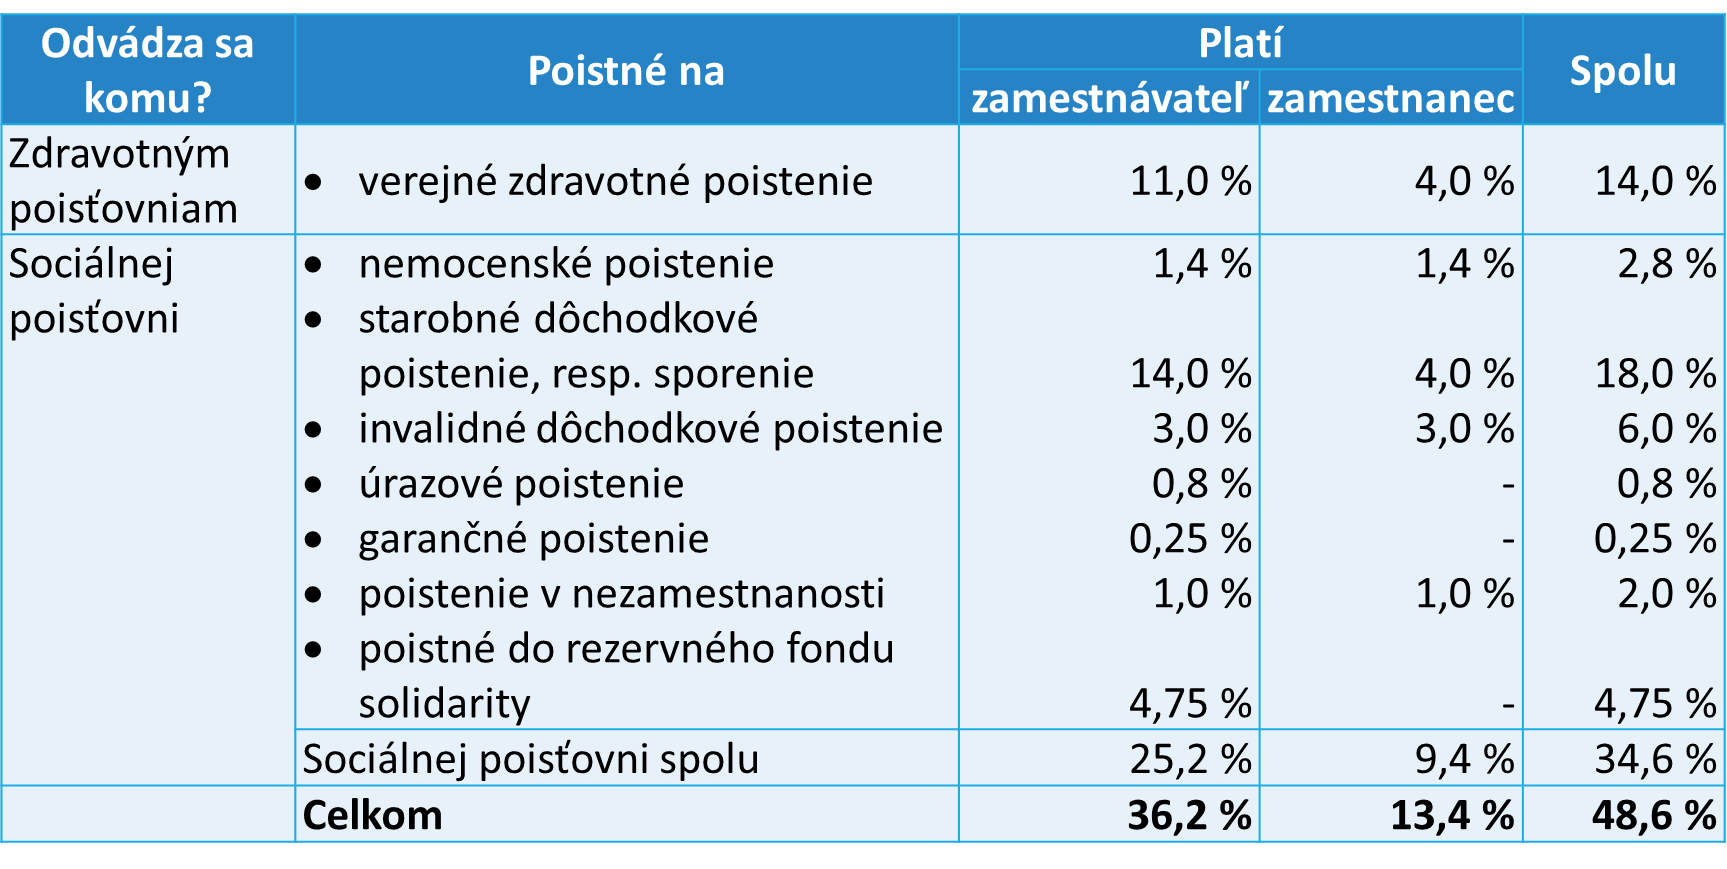 Odvádza sa komu? Poistné na Platí Spolu
zamestnávateľ zamestnanec
Zdravotným
poisťovniam • verejné zdravotné poistenie 11,0 % 4,0 % 14,0 %
Sociálnej • nemocenské poistenie 1,4 % 1,4 % 2,8 %
poisťovni • starobné dôchodkové
poistenie, resp. sporenie 14,0 % 4,0 % 18,0 %
• invalidné dôchodkové poistenie 3,0 % 3,0 % 6,0 %
• úrazové poistenie 0,8 % - 0,8 %
• garančné poistenie 0,25 % - 0,25 %
• poistenie v nezamestnanosti 1,0 % 1,0 % 2,0 %
• poistné do rezervného fondu
solidarity 4,75 % - 4,75 %
Sociálnej poisťovni spolu 25,2 % 9,4 % 34,6 %
Celkom 36,2 % 13,4 % 48,6 %